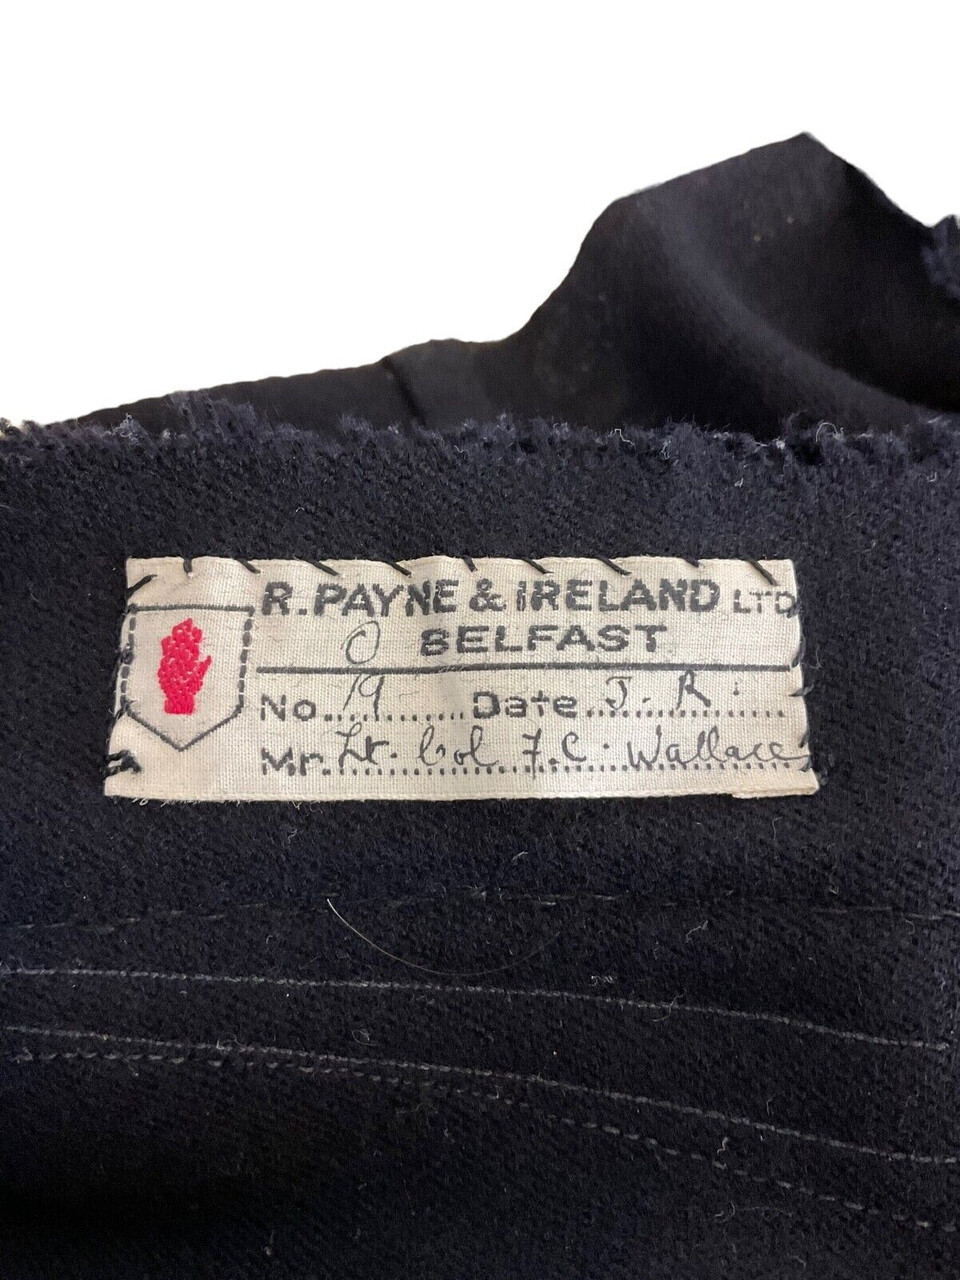 R. PAYNE & IRELAND LTD
O BELFAST
No. 19 Date J. R.
Mr. Lt. Col F. C. Wallace